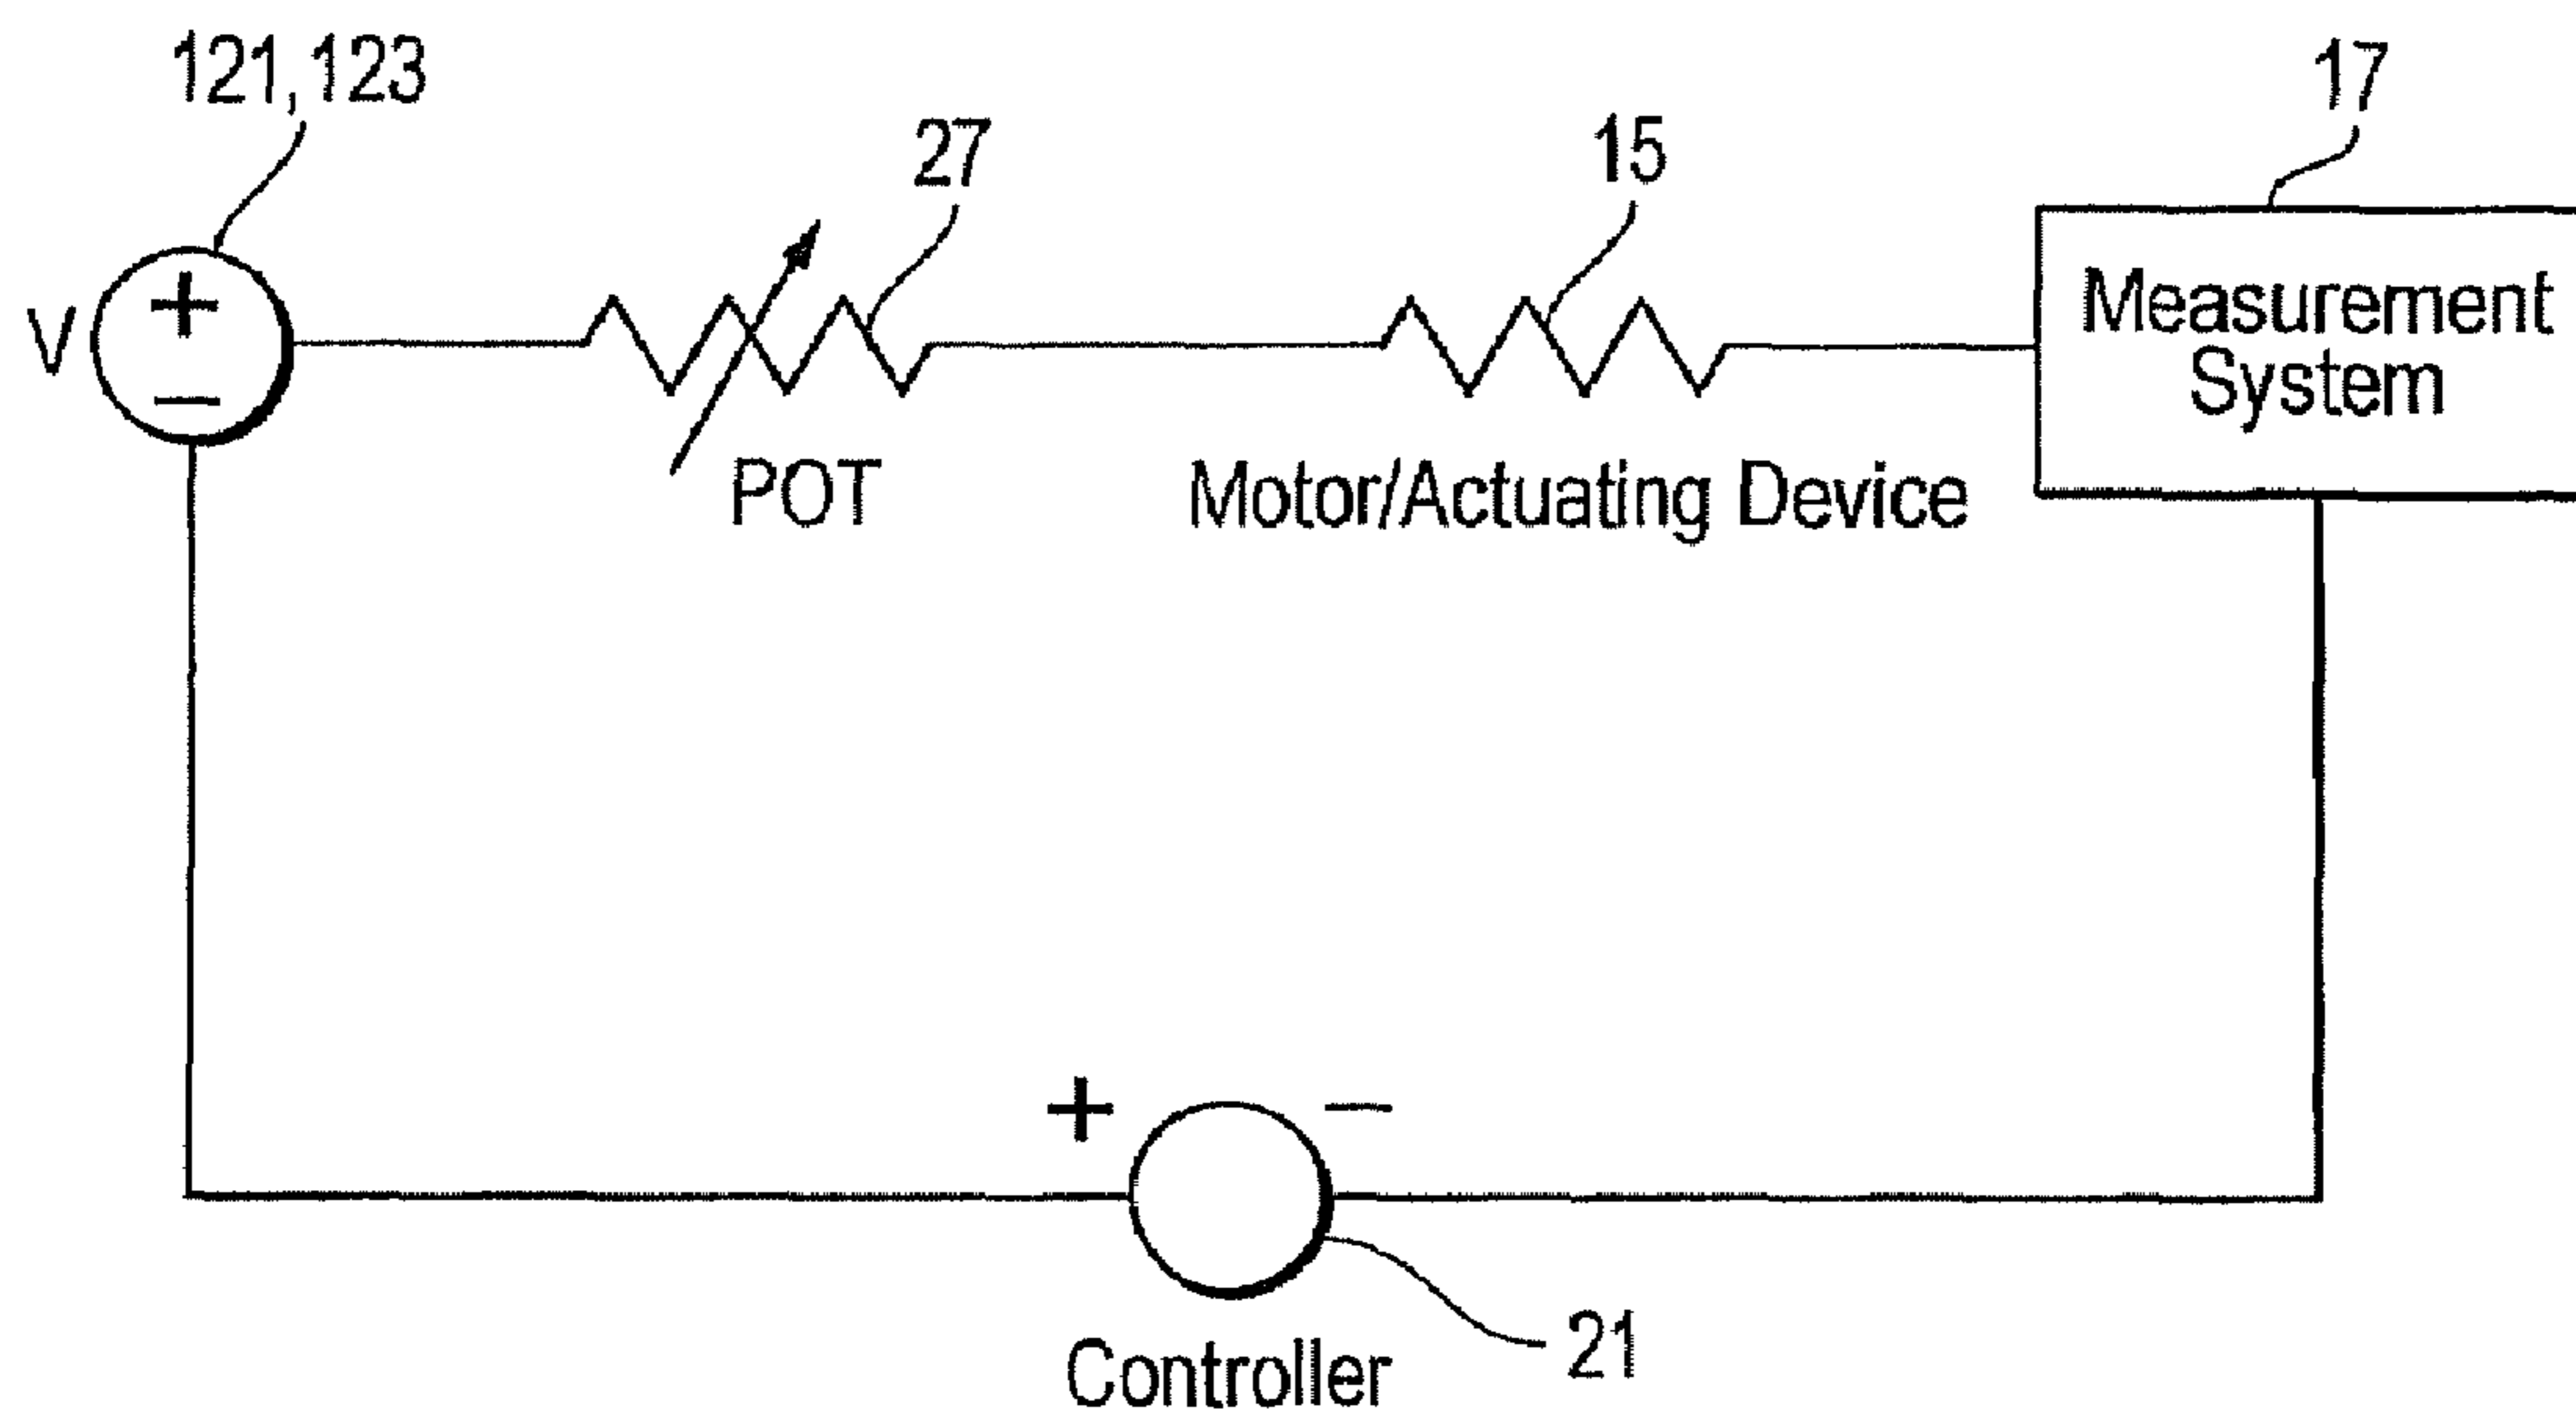 121,123
27
15
17
V
+
−
Measurement
System
POT
Motor/Actuating Device
+
−
21
Controller